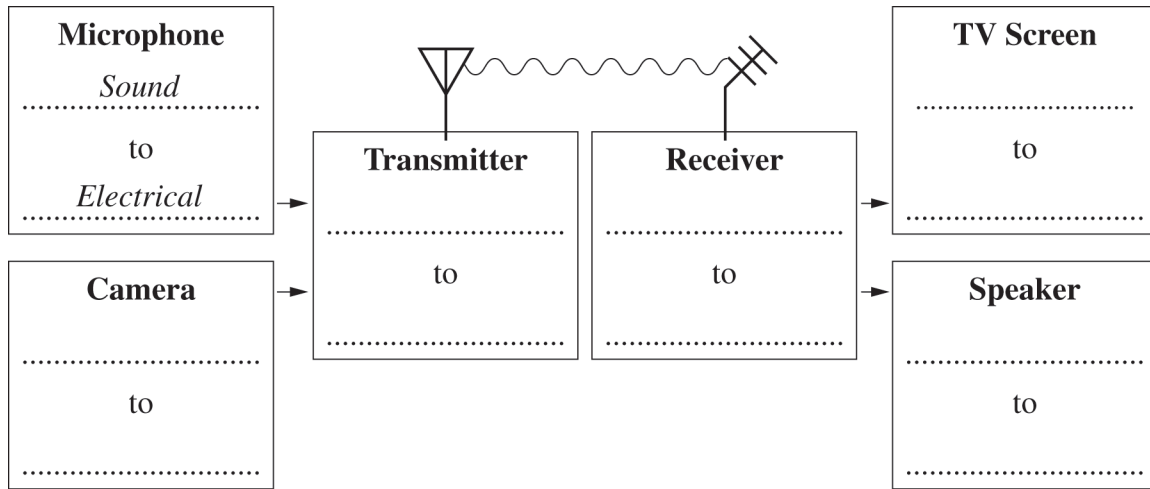 Microphone
Sound
to
Electrical
Camera
to
Transmitter
to
Receiver
to
TV Screen
to
Speaker
to